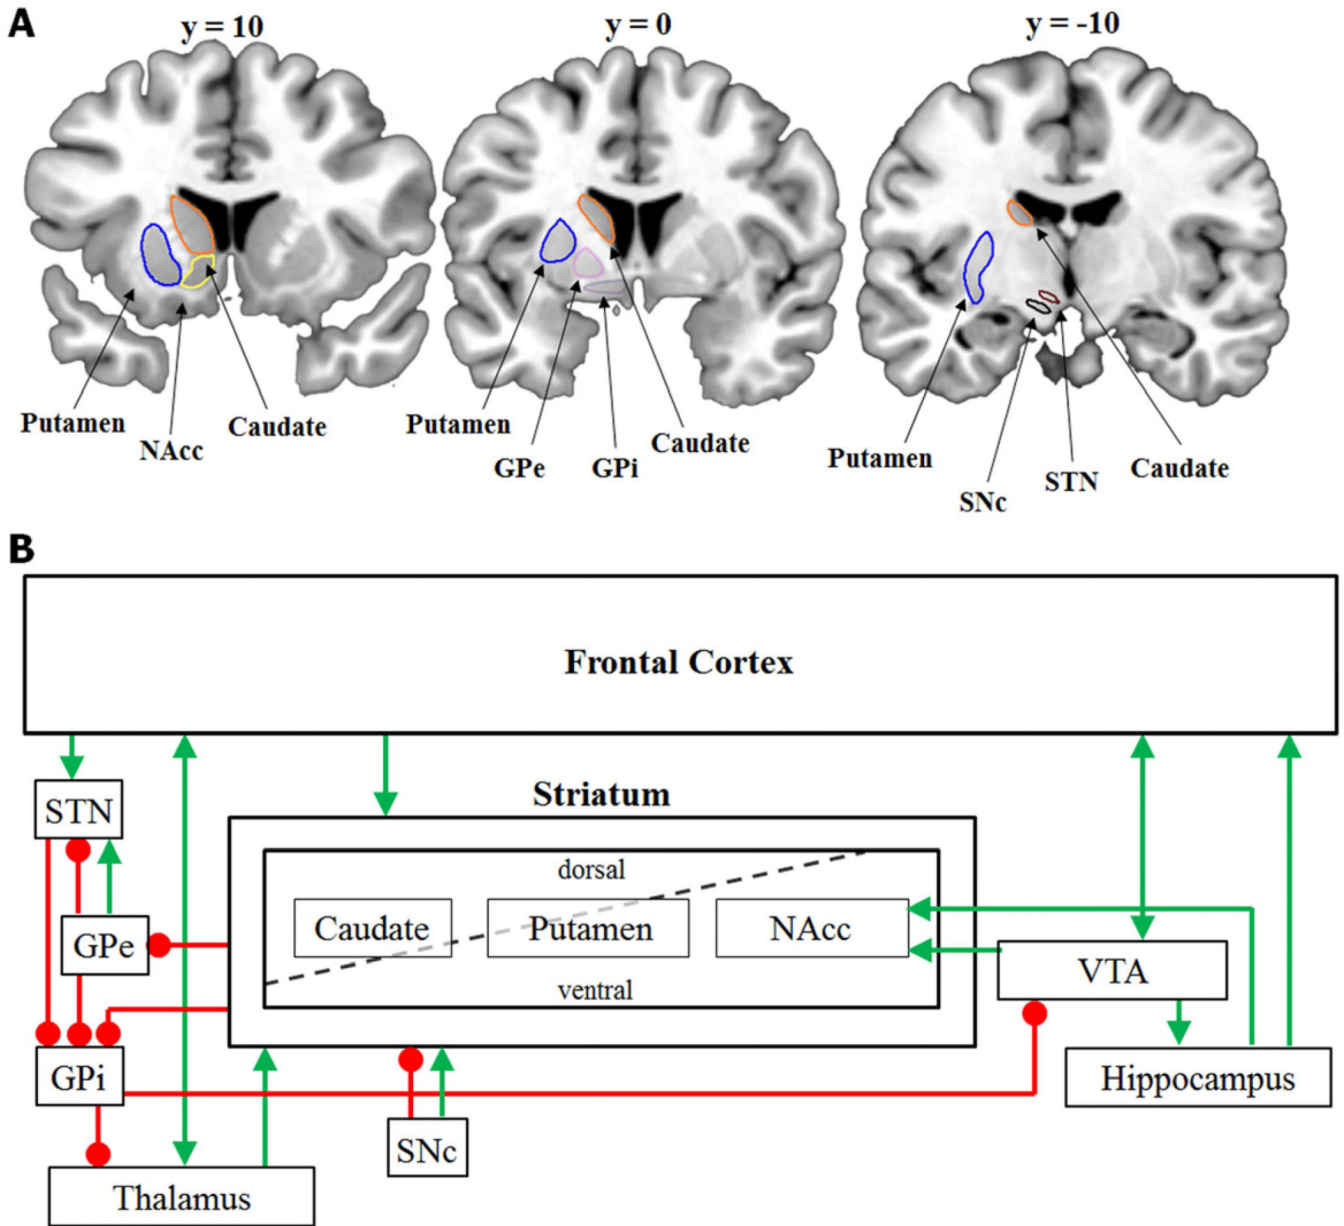 A
y = 10
y = 0
y = -10
Putamen
NAcc
Caudate
Putamen
GPe
GPi
Caudate
Putamen
SNc
STN
Caudate
B
Frontal Cortex
STN
Striatum
dorsal
Caudate
Putamen
NAcc
GPe
VTA
ventral
GPi
Hippocampus
SNc
Thalamus